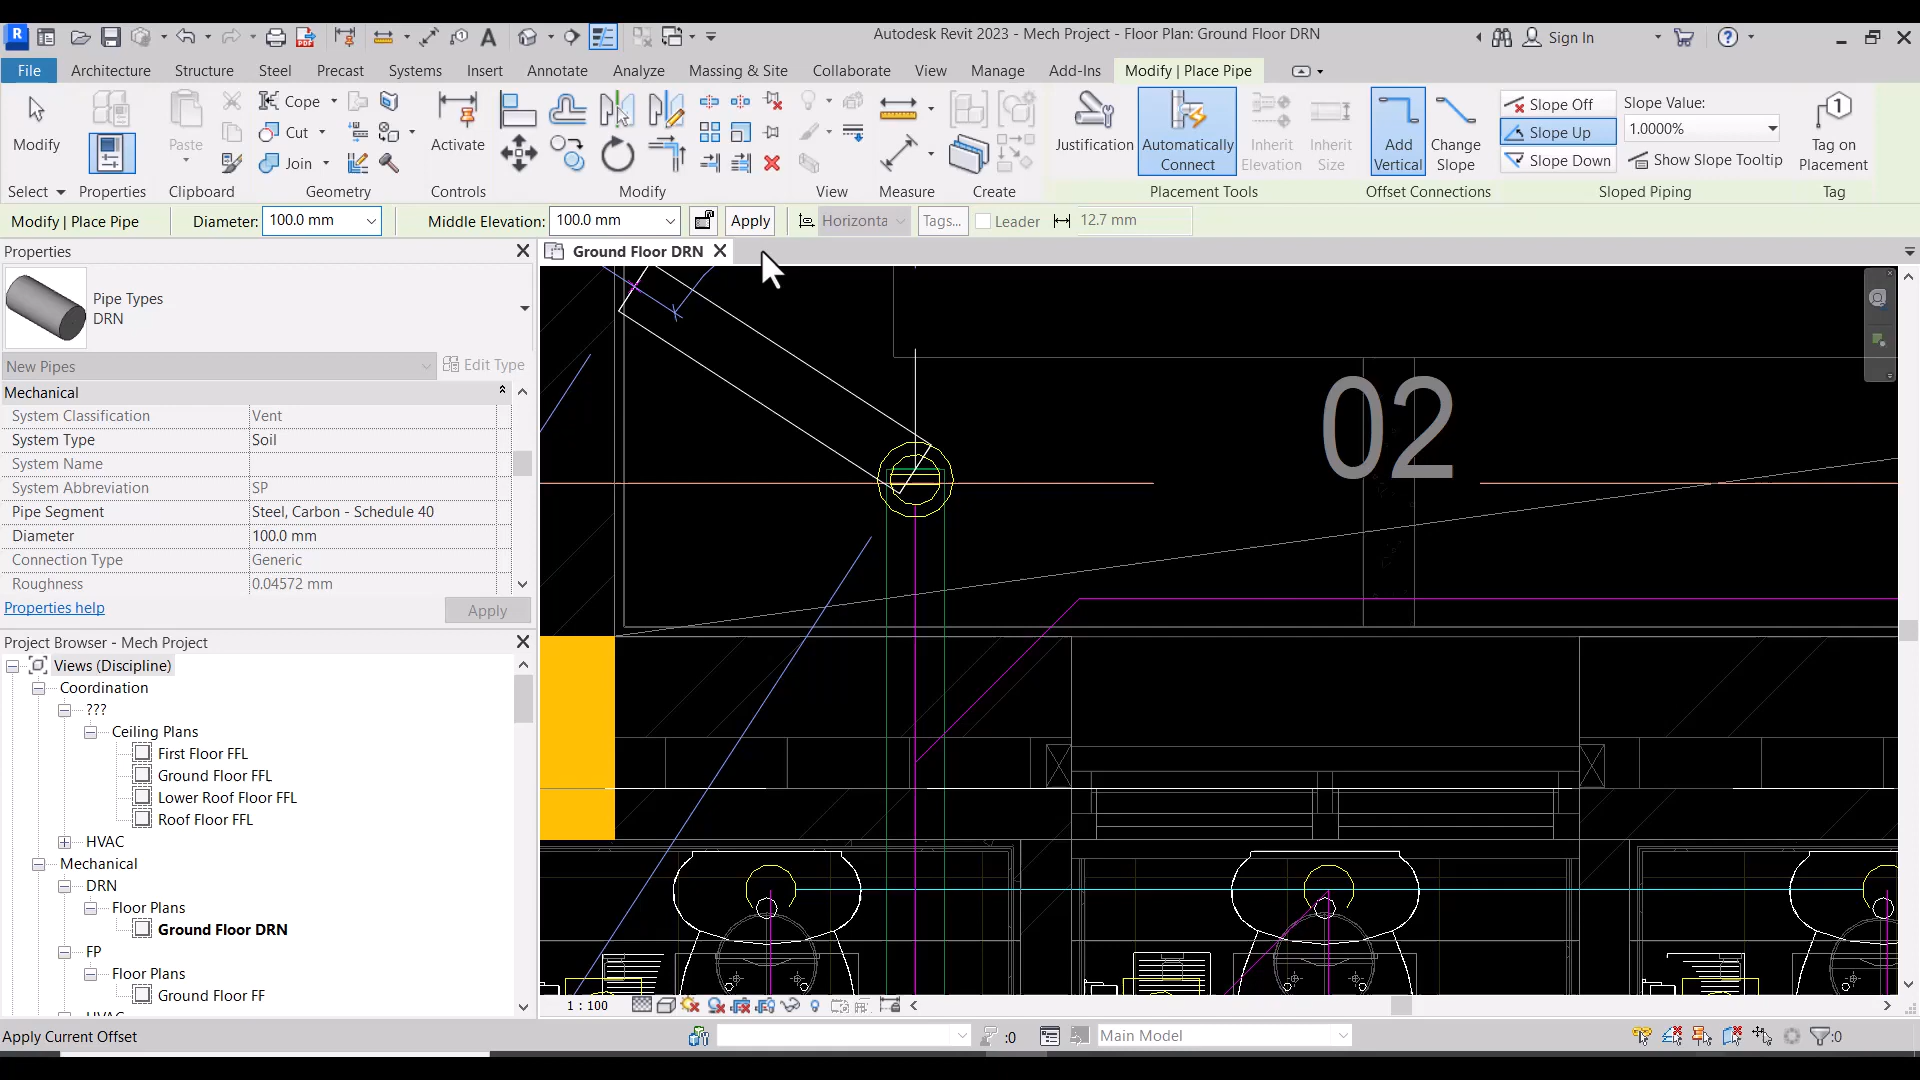 R
Autodesk Revit 2023 - Mech Project - Floor Plan: Ground Floor DRN
Sign In
File
Architecture
Structure
Steel
Precast
Systems
Insert
Annotate
Analyze
Massing & Site
Collaborate
View
Manage
Add-Ins
Modify | Place Pipe
Modify
Paste
Cope
Cut
Join
Activate
Justification
Automatically
Connect
Inherit
Elevation
Inherit
Size
Add
Vertical
Change
Slope
Slope Off
Slope Up
Slope Down
Slope Value:
1.0000%
Show Slope Tooltip
Tag on
Placement
Select
Properties
Clipboard
Geometry
Controls
Modify
View
Measure
Create
Placement Tools
Offset Connections
Sloped Piping
Tag
Modify | Place Pipe
Diameter:
100.0 mm
Middle Elevation:
100.0 mm
Apply
Horizonta
Tags...
Leader
12.7 mm
Properties
Ground Floor DRN
Pipe Types
DRN
New Pipes
Edit Type
Mechanical
System Classification Vent
System Type Soil
System Name
System Abbreviation SP
Pipe Segment Steel, Carbon - Schedule 40
Diameter 100.0 mm
Connection Type Generic
Roughness 0.04572 mm
Properties help
Apply
Project Browser - Mech Project
Views (Discipline)
Coordination
???
Ceiling Plans
First Floor FFL
Ground Floor FFL
Lower Roof Floor FFL
Roof Floor FFL
HVAC
Mechanical
DRN
Floor Plans
Ground Floor DRN
FP
Floor Plans
Ground Floor FF
02
1 : 100
Apply Current Offset
:0
Main Model
:0